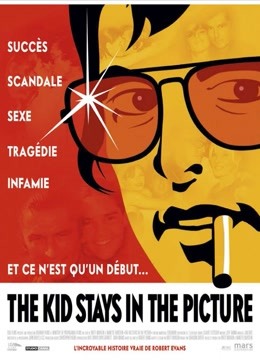 SUCCÈS
SCANDALE
SEXE
TRAGÉDIE
INFAMIE
ET CE N'EST QU'UN DÉBUT...
THE KID STAYS IN THE PICTURE
L'INCROYABLE HISTOIRE VRAIE DE ROBERT EVANS
mars